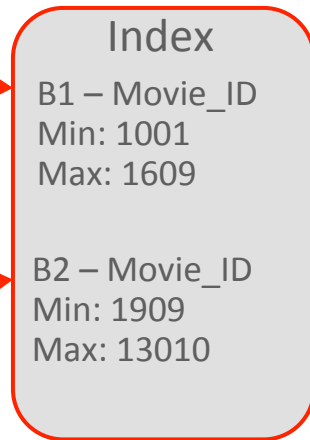 Index
B1 – Movie_ID
Min: 1001
Max: 1609
B2 – Movie_ID
Min: 1909
Max: 13010